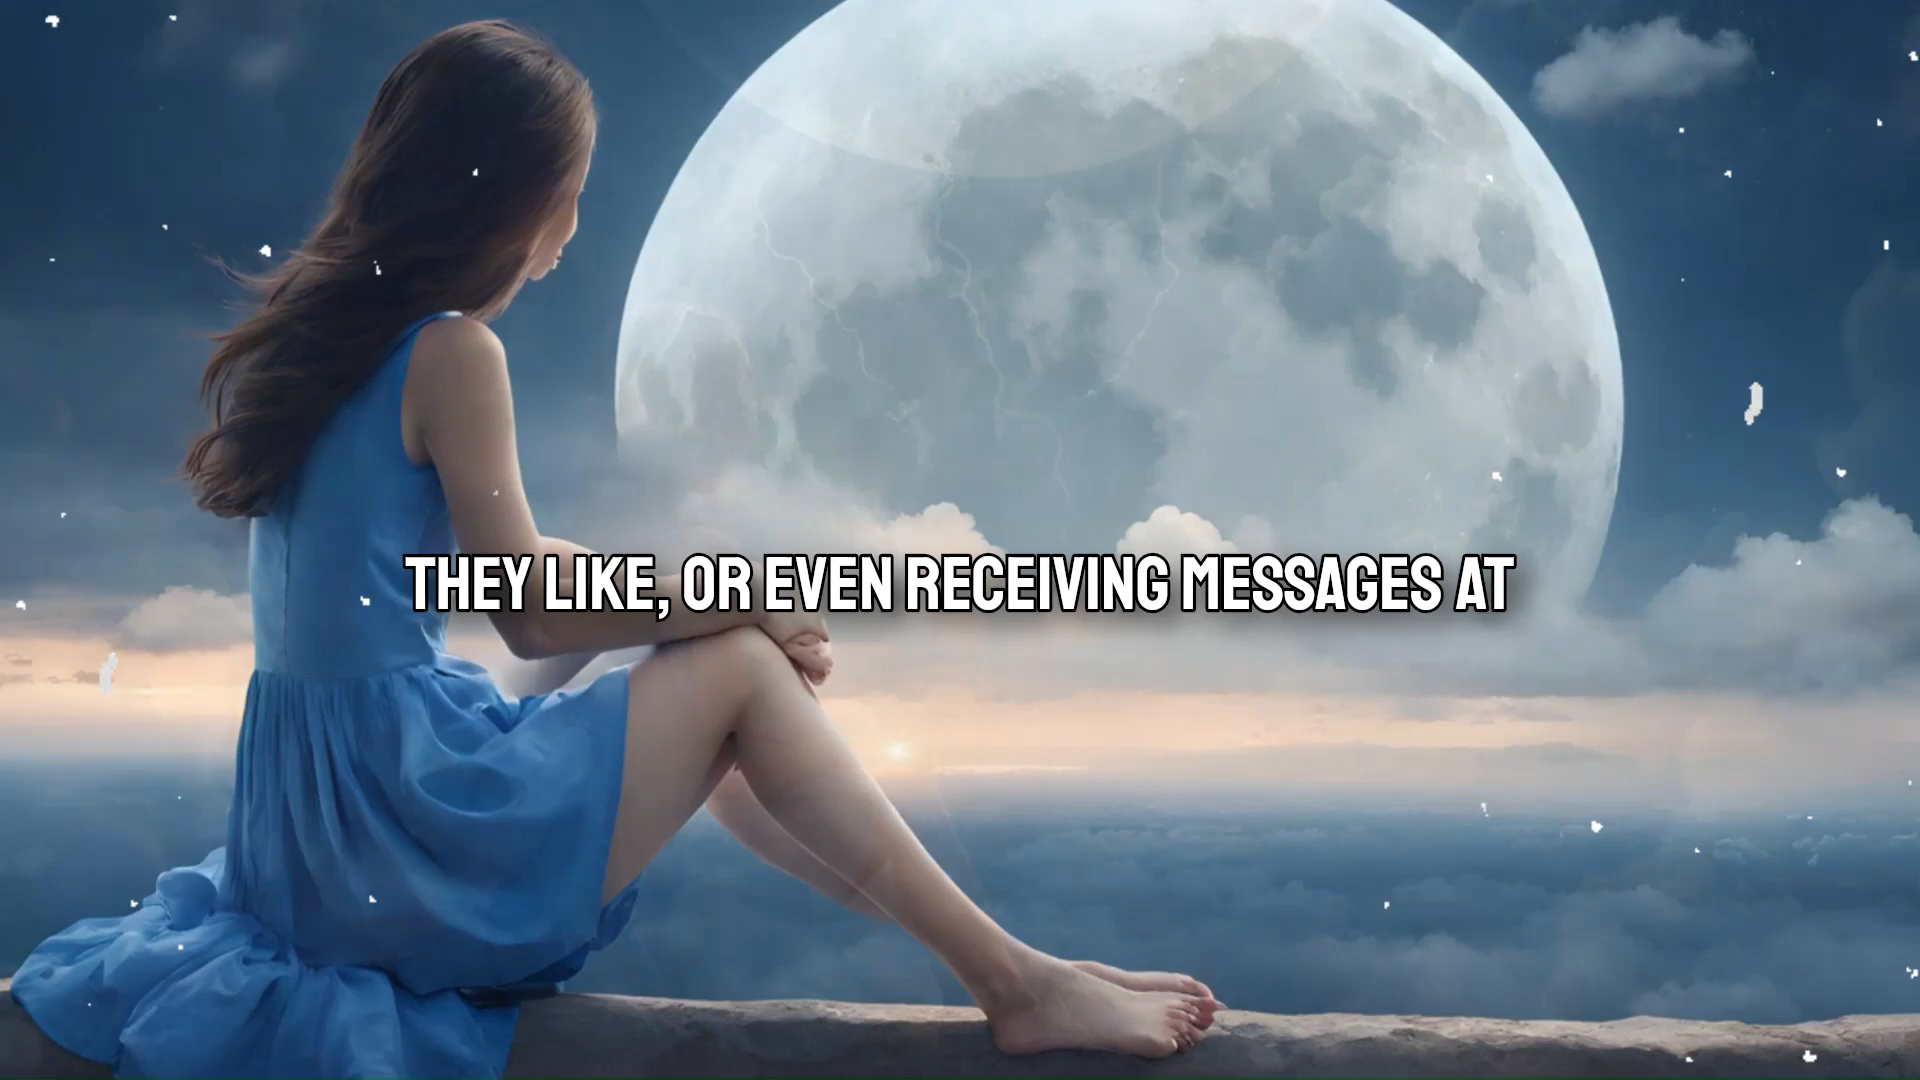 THEY LIKE, OR EVEN RECEIVING MESSAGES AT